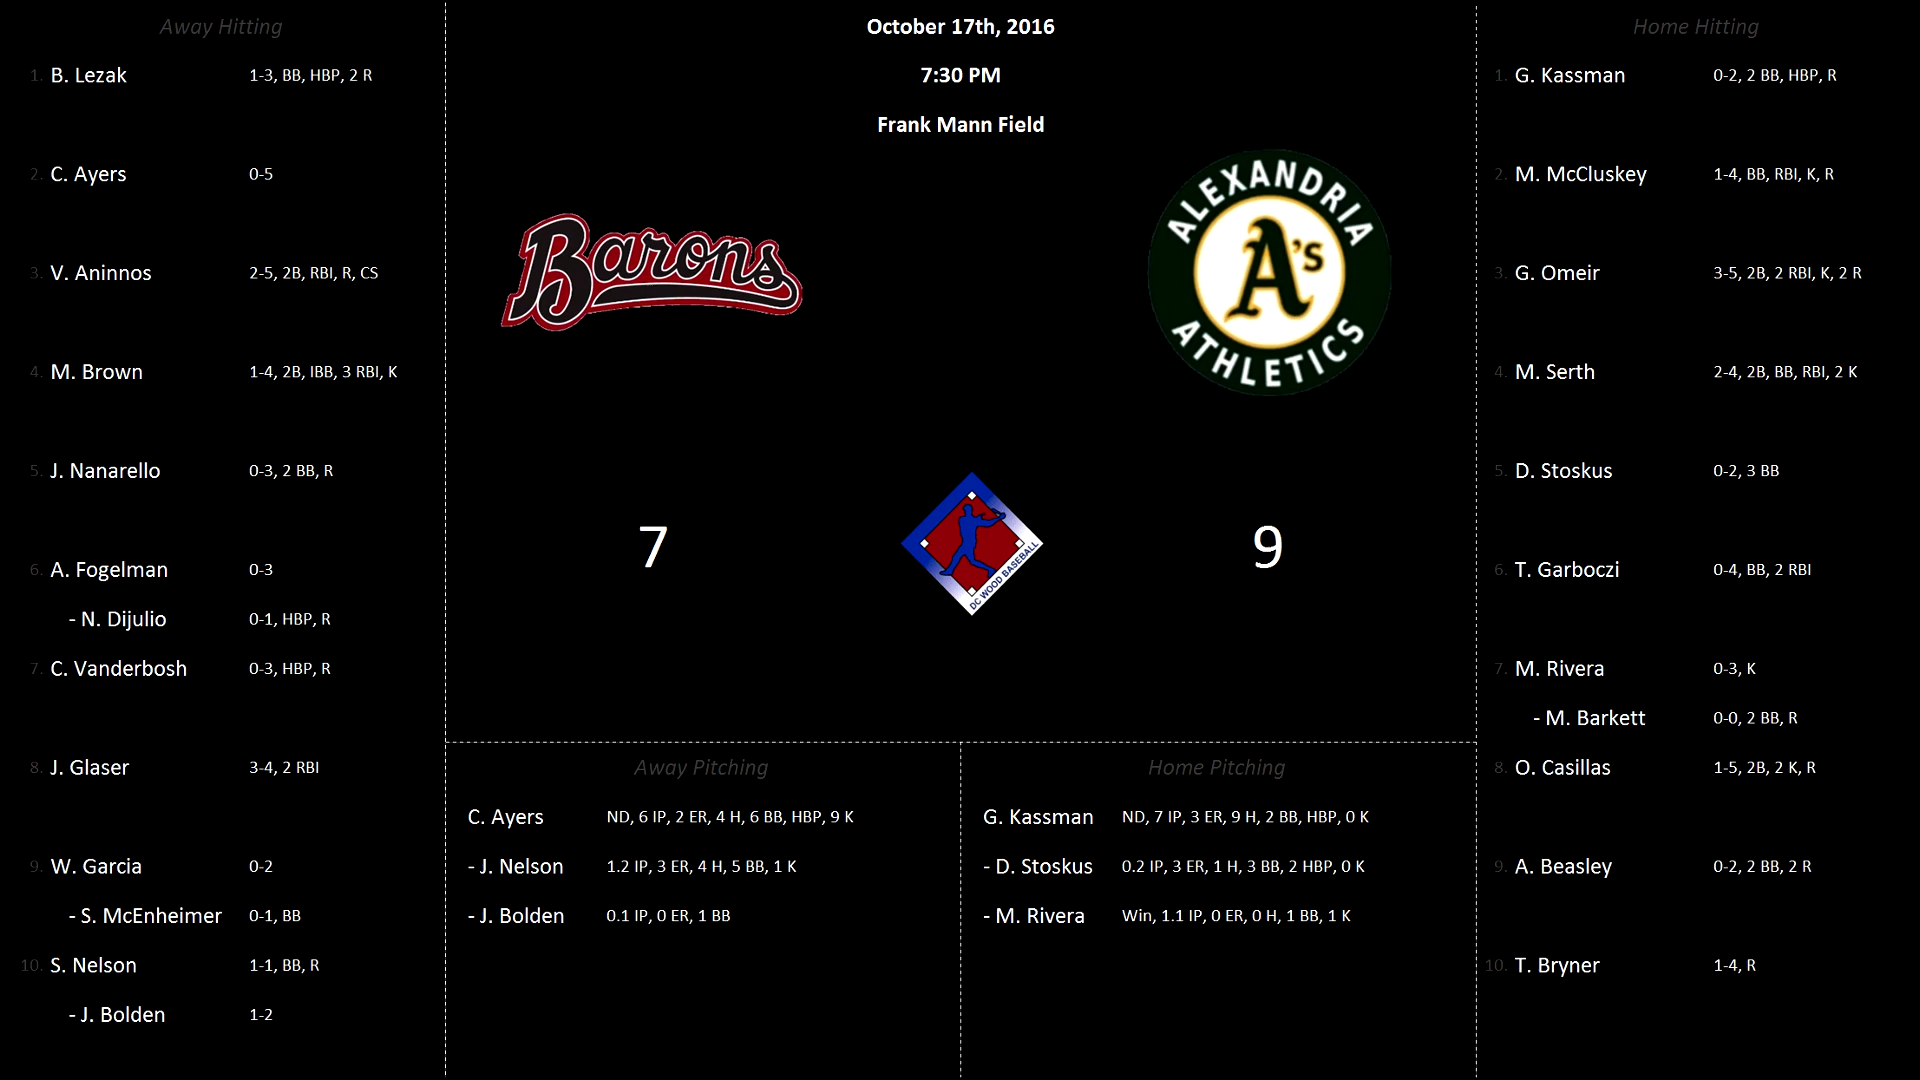 Away Hitting
1. B. Lezak 1-3, BB, HBP, 2 R
2. C. Ayers 0-5
3. V. Aninnos 2-5, 2B, RBI, R, CS
4. M. Brown 1-4, 2B, IBB, 3 RBI, K
5. J. Nanarello 0-3, 2 BB, R
6. A. Fogelman 0-3
- N. Dijulio 0-1, HBP, R
7. C. Vanderbosh 0-3, HBP, R
8. J. Glaser 3-4, 2 RBI
9. W. Garcia 0-2
- S. McEnheimer 0-1, BB
10. S. Nelson 1-1, BB, R
- J. Bolden 1-2
October 17th, 2016
7:30 PM
Frank Mann Field
Barons
ALEXANDRIA
A's
ATHLETICS
7
9
DC WOOD BASEBALL
Away Pitching
C. Ayers ND, 6 IP, 2 ER, 4 H, 6 BB, HBP, 9 K
- J. Nelson 1.2 IP, 3 ER, 4 H, 5 BB, 1 K
- J. Bolden 0.1 IP, 0 ER, 1 BB
Home Pitching
G. Kassman ND, 7 IP, 3 ER, 9 H, 2 BB, HBP, 0 K
- D. Stoskus 0.2 IP, 3 ER, 1 H, 3 BB, 2 HBP, 0 K
- M. Rivera Win, 1.1 IP, 0 ER, 0 H, 1 BB, 1 K
Home Hitting
1. G. Kassman 0-2, 2 BB, HBP, R
2. M. McCluskey 1-4, BB, RBI, K, R
3. G. Omeir 3-5, 2B, 2 RBI, K, 2 R
4. M. Serth 2-4, 2B, BB, RBI, 2 K
5. D. Stoskus 0-2, 3 BB
6. T. Garboczi 0-4, BB, 2 RBI
7. M. Rivera 0-3, K
- M. Barkett 0-0, 2 BB, R
8. O. Casillas 1-5, 2B, 2 K, R
9. A. Beasley 0-2, 2 BB, 2 R
10. T. Bryner 1-4, R